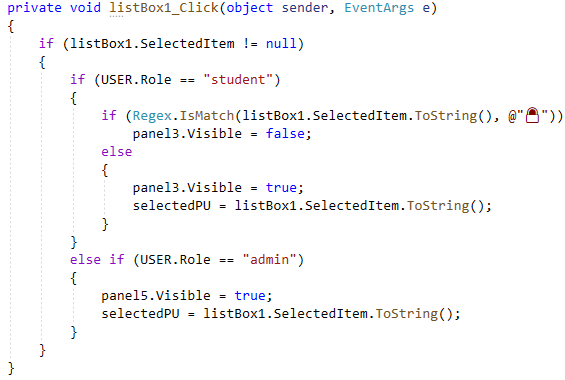 private void listBox1_Click(object sender, EventArgs e)
{
    if (listBox1.SelectedItem != null)
    {
        if (USER.Role == "student")
        {
            if (Regex.IsMatch(listBox1.SelectedItem.ToString(), @"🔒"))
                panel3.Visible = false;
            else
            {
                panel3.Visible = true;
                selectedPU = listBox1.SelectedItem.ToString();
            }
        }
        else if (USER.Role == "admin")
        {
            panel5.Visible = true;
            selectedPU = listBox1.SelectedItem.ToString();
        }
    }
}